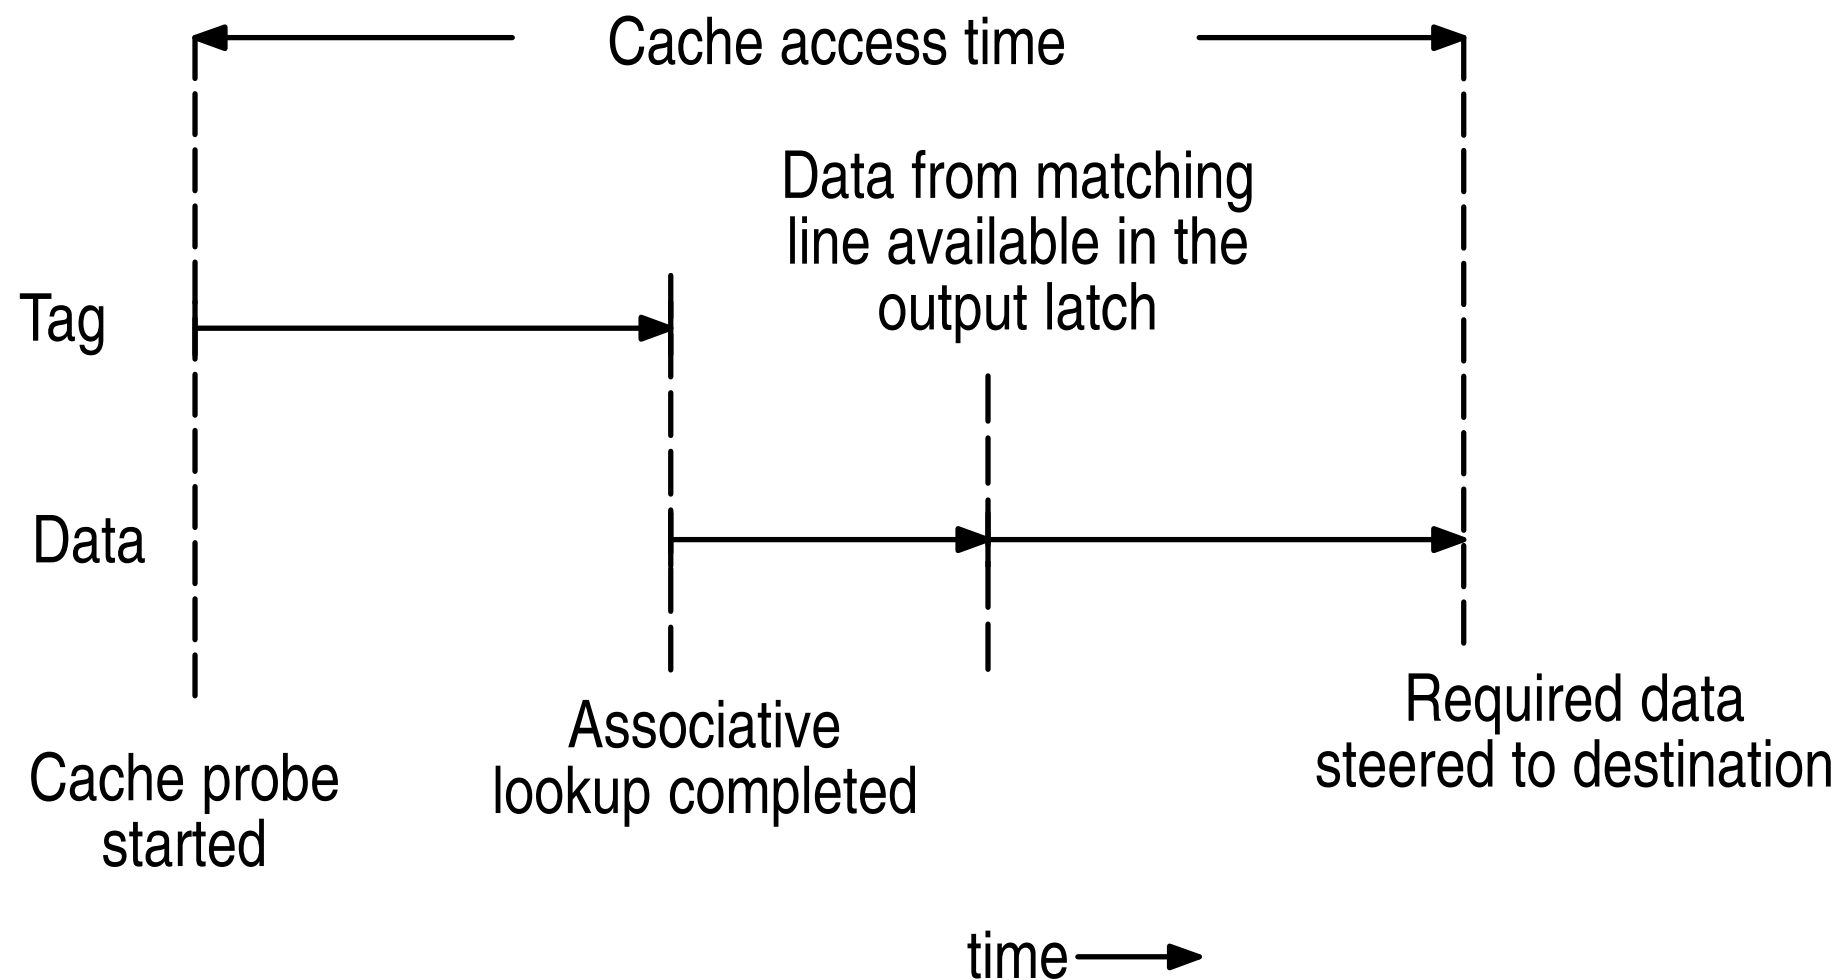 Cache access time
Data from matching
line available in the
output latch
Tag
Data
Associative
lookup completed
Required data
steered to destination
Cache probe
started
time